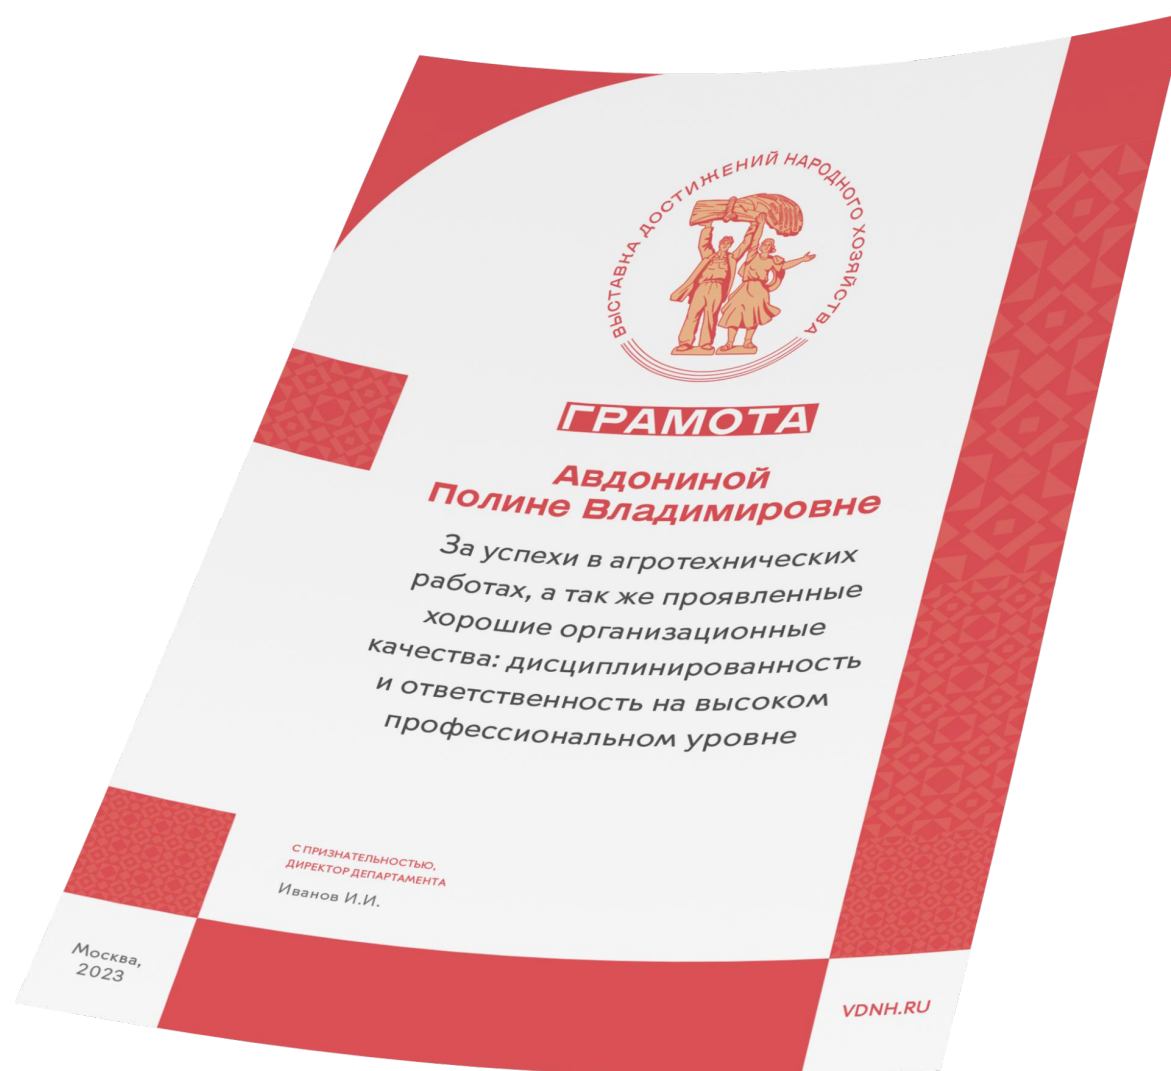 ВЫСТАВКА ДОСТИЖЕНИЙ НАРОДНОГО ХОЗЯЙСТВА
ГРАМОТА
Авдониной
Полине Владимировне
За успехи в агротехнических
работах, а так же проявленные
хорошие организационные
качества: дисциплинированность
и ответственность на высоком
профессиональном уровне
С ПРИЗНАТЕЛЬНОСТЬЮ,
ДИРЕКТОР ДЕПАРТАМЕНТА
Иванов И.И.
Москва,
2023
VDNH.RU